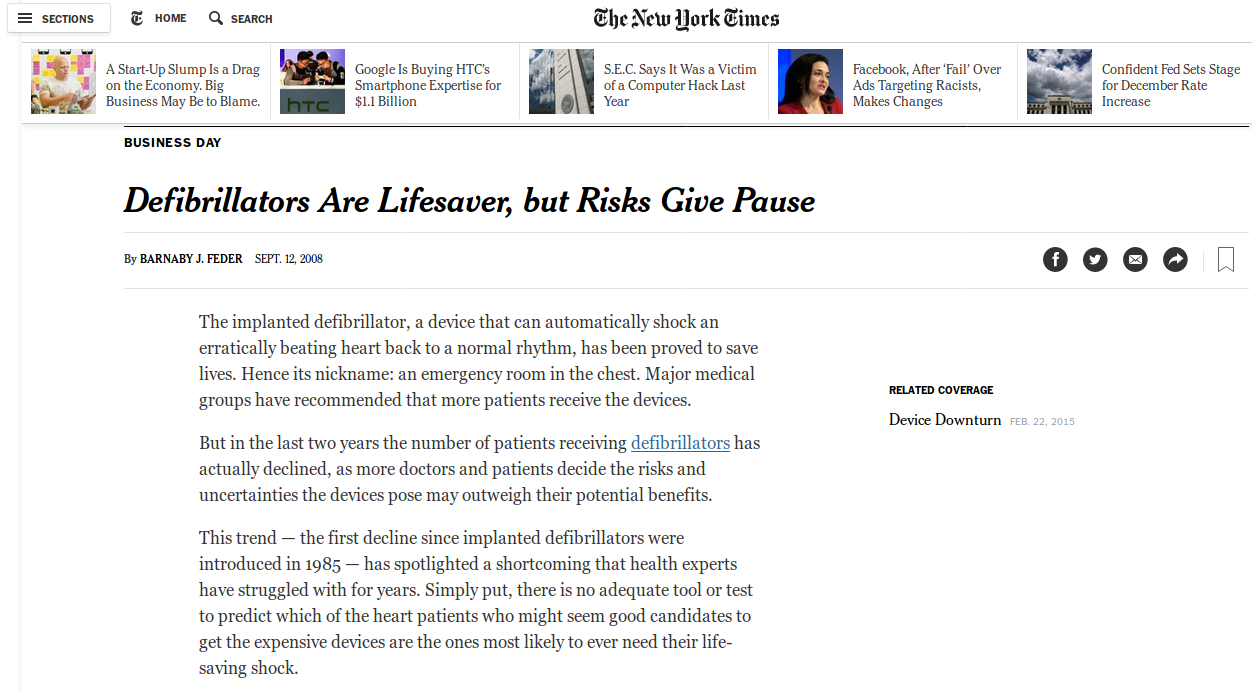 SECTIONS
HOME
SEARCH
The New York Times
A Start-Up Slump Is a Drag
on the Economy. Big
Business May Be to Blame.
Google Is Buying HTC's
Smartphone Expertise for
$1.1 Billion
hTC
S.E.C. Says It Was a Victim
of a Computer Hack Last
Year
Facebook, After ‘Fail’ Over
Ads Targeting Racists,
Makes Changes
Confident Fed Sets Stage
for December Rate
Increase
BUSINESS DAY
Defibrillators Are Lifesaver, but Risks Give Pause
By BARNABY J. FEDER SEPT. 12, 2008
The implanted defibrillator, a device that can automatically shock an
erratically beating heart back to a normal rhythm, has been proved to save
lives. Hence its nickname: an emergency room in the chest. Major medical
groups have recommended that more patients receive the devices.
But in the last two years the number of patients receiving defibrillators has
actually declined, as more doctors and patients decide the risks and
uncertainties the devices pose may outweigh their potential benefits.
This trend — the first decline since implanted defibrillators were
introduced in 1985 — has spotlighted a shortcoming that health experts
have struggled with for years. Simply put, there is no adequate tool or test
to predict which of the heart patients who might seem good candidates to
get the expensive devices are the ones most likely to ever need their life-
saving shock.
RELATED COVERAGE
Device Downturn FEB. 22, 2015